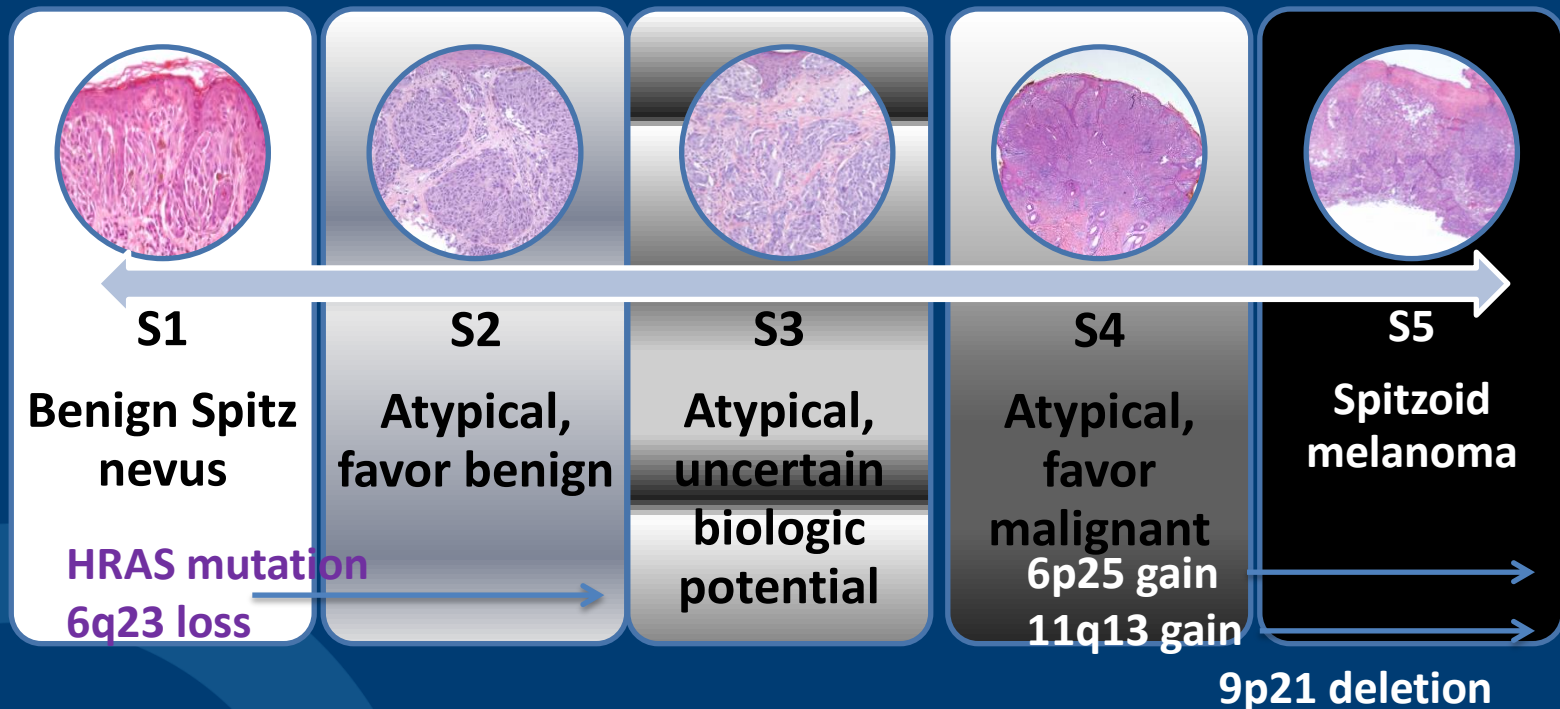 S1
Benign Spitz
nevus
HRAS mutation
6q23 loss
S2
Atypical,
favor benign
S3
Atypical,
uncertain
biologic
potential
S4
Atypical,
favor
malignant
6p25 gain
11q13 gain
S5
Spitzoid
melanoma
9p21 deletion